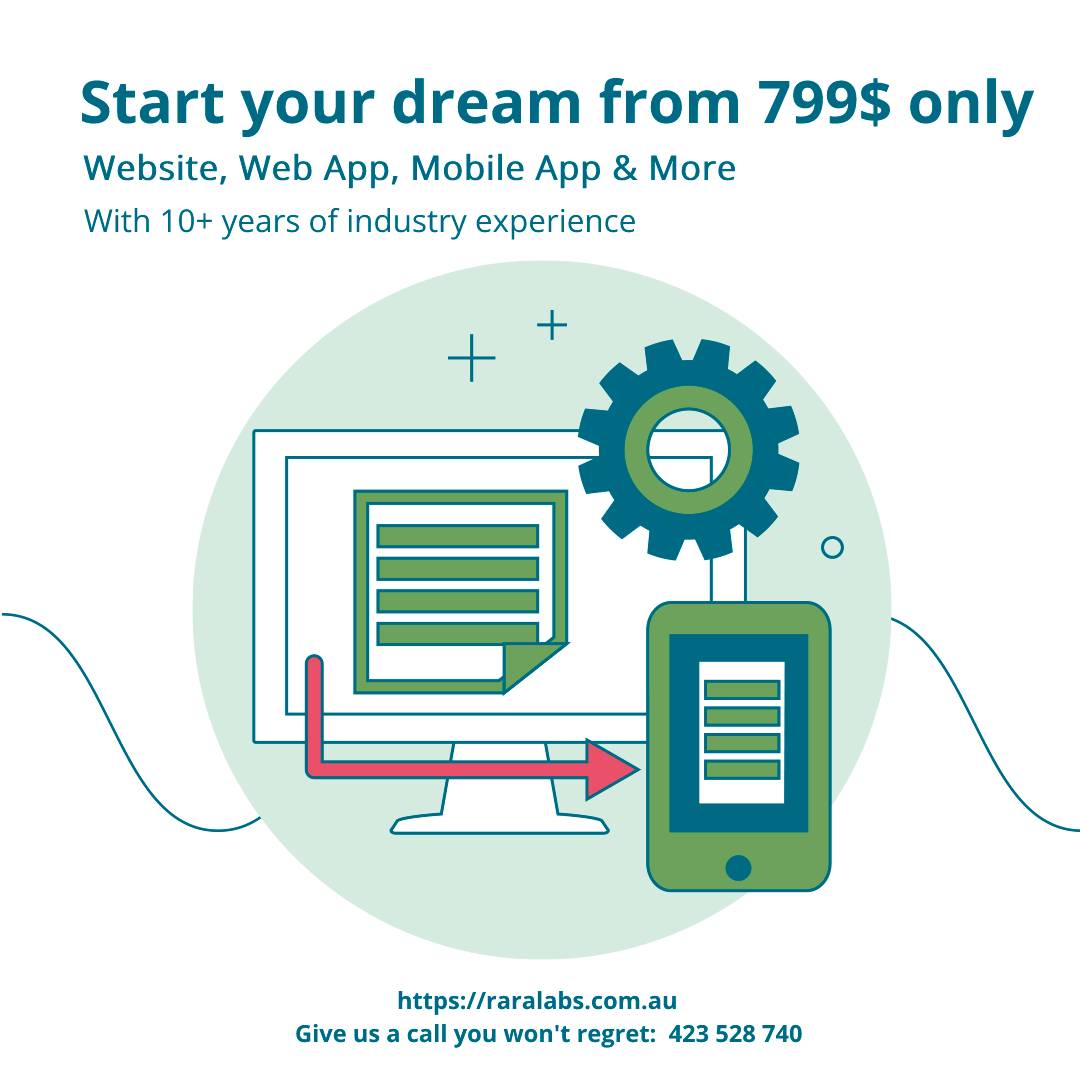 Start your dream from 799$ only
Website, Web App, Mobile App & More
With 10+ years of industry experience
https://raralabs.com.au
Give us a call you won't regret:  423 528 740